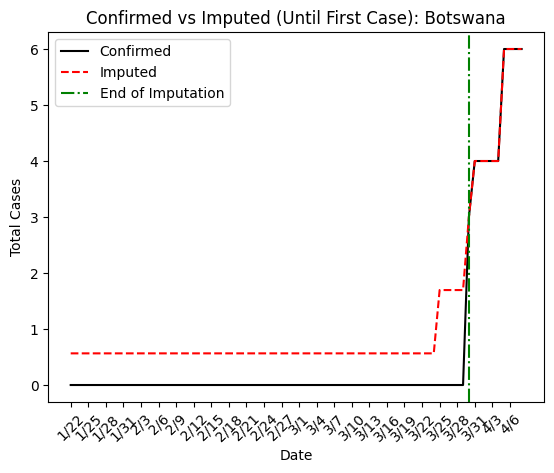 Confirmed vs Imputed (Until First Case): Botswana
Confirmed
Imputed
End of Imputation
Total Cases
6
5
4
3
2
1
0
1/22 1/25 1/28 1/31 2/3 2/6 2/9 2/12 2/15 2/18 2/21 2/24 2/27 3/1 3/4 3/7 3/10 3/13 3/16 3/19 3/22 3/25 3/28 3/31 4/3 4/6
Date